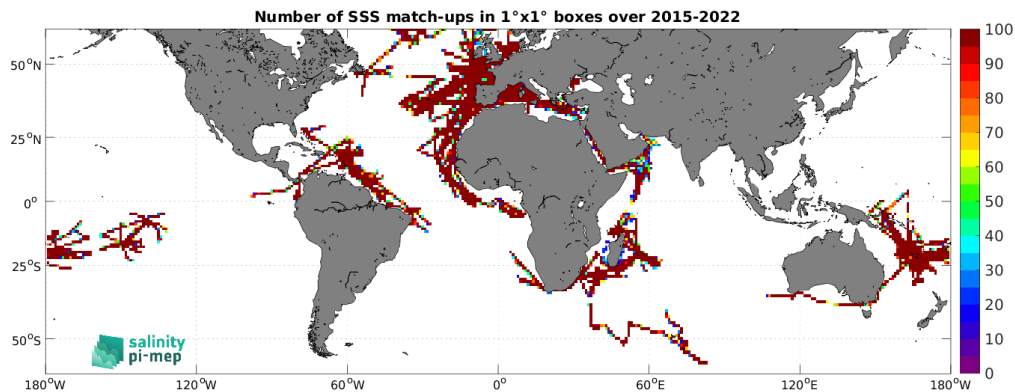 Number of SSS match-ups in 1°x1° boxes over 2015-2022
50°N
25°N
0°
25°S
50°S
180°W 120°W 60°W 0° 60°E 120°E 180°W
100
90
80
70
60
50
40
30
20
10
0
salinity
pi-mep